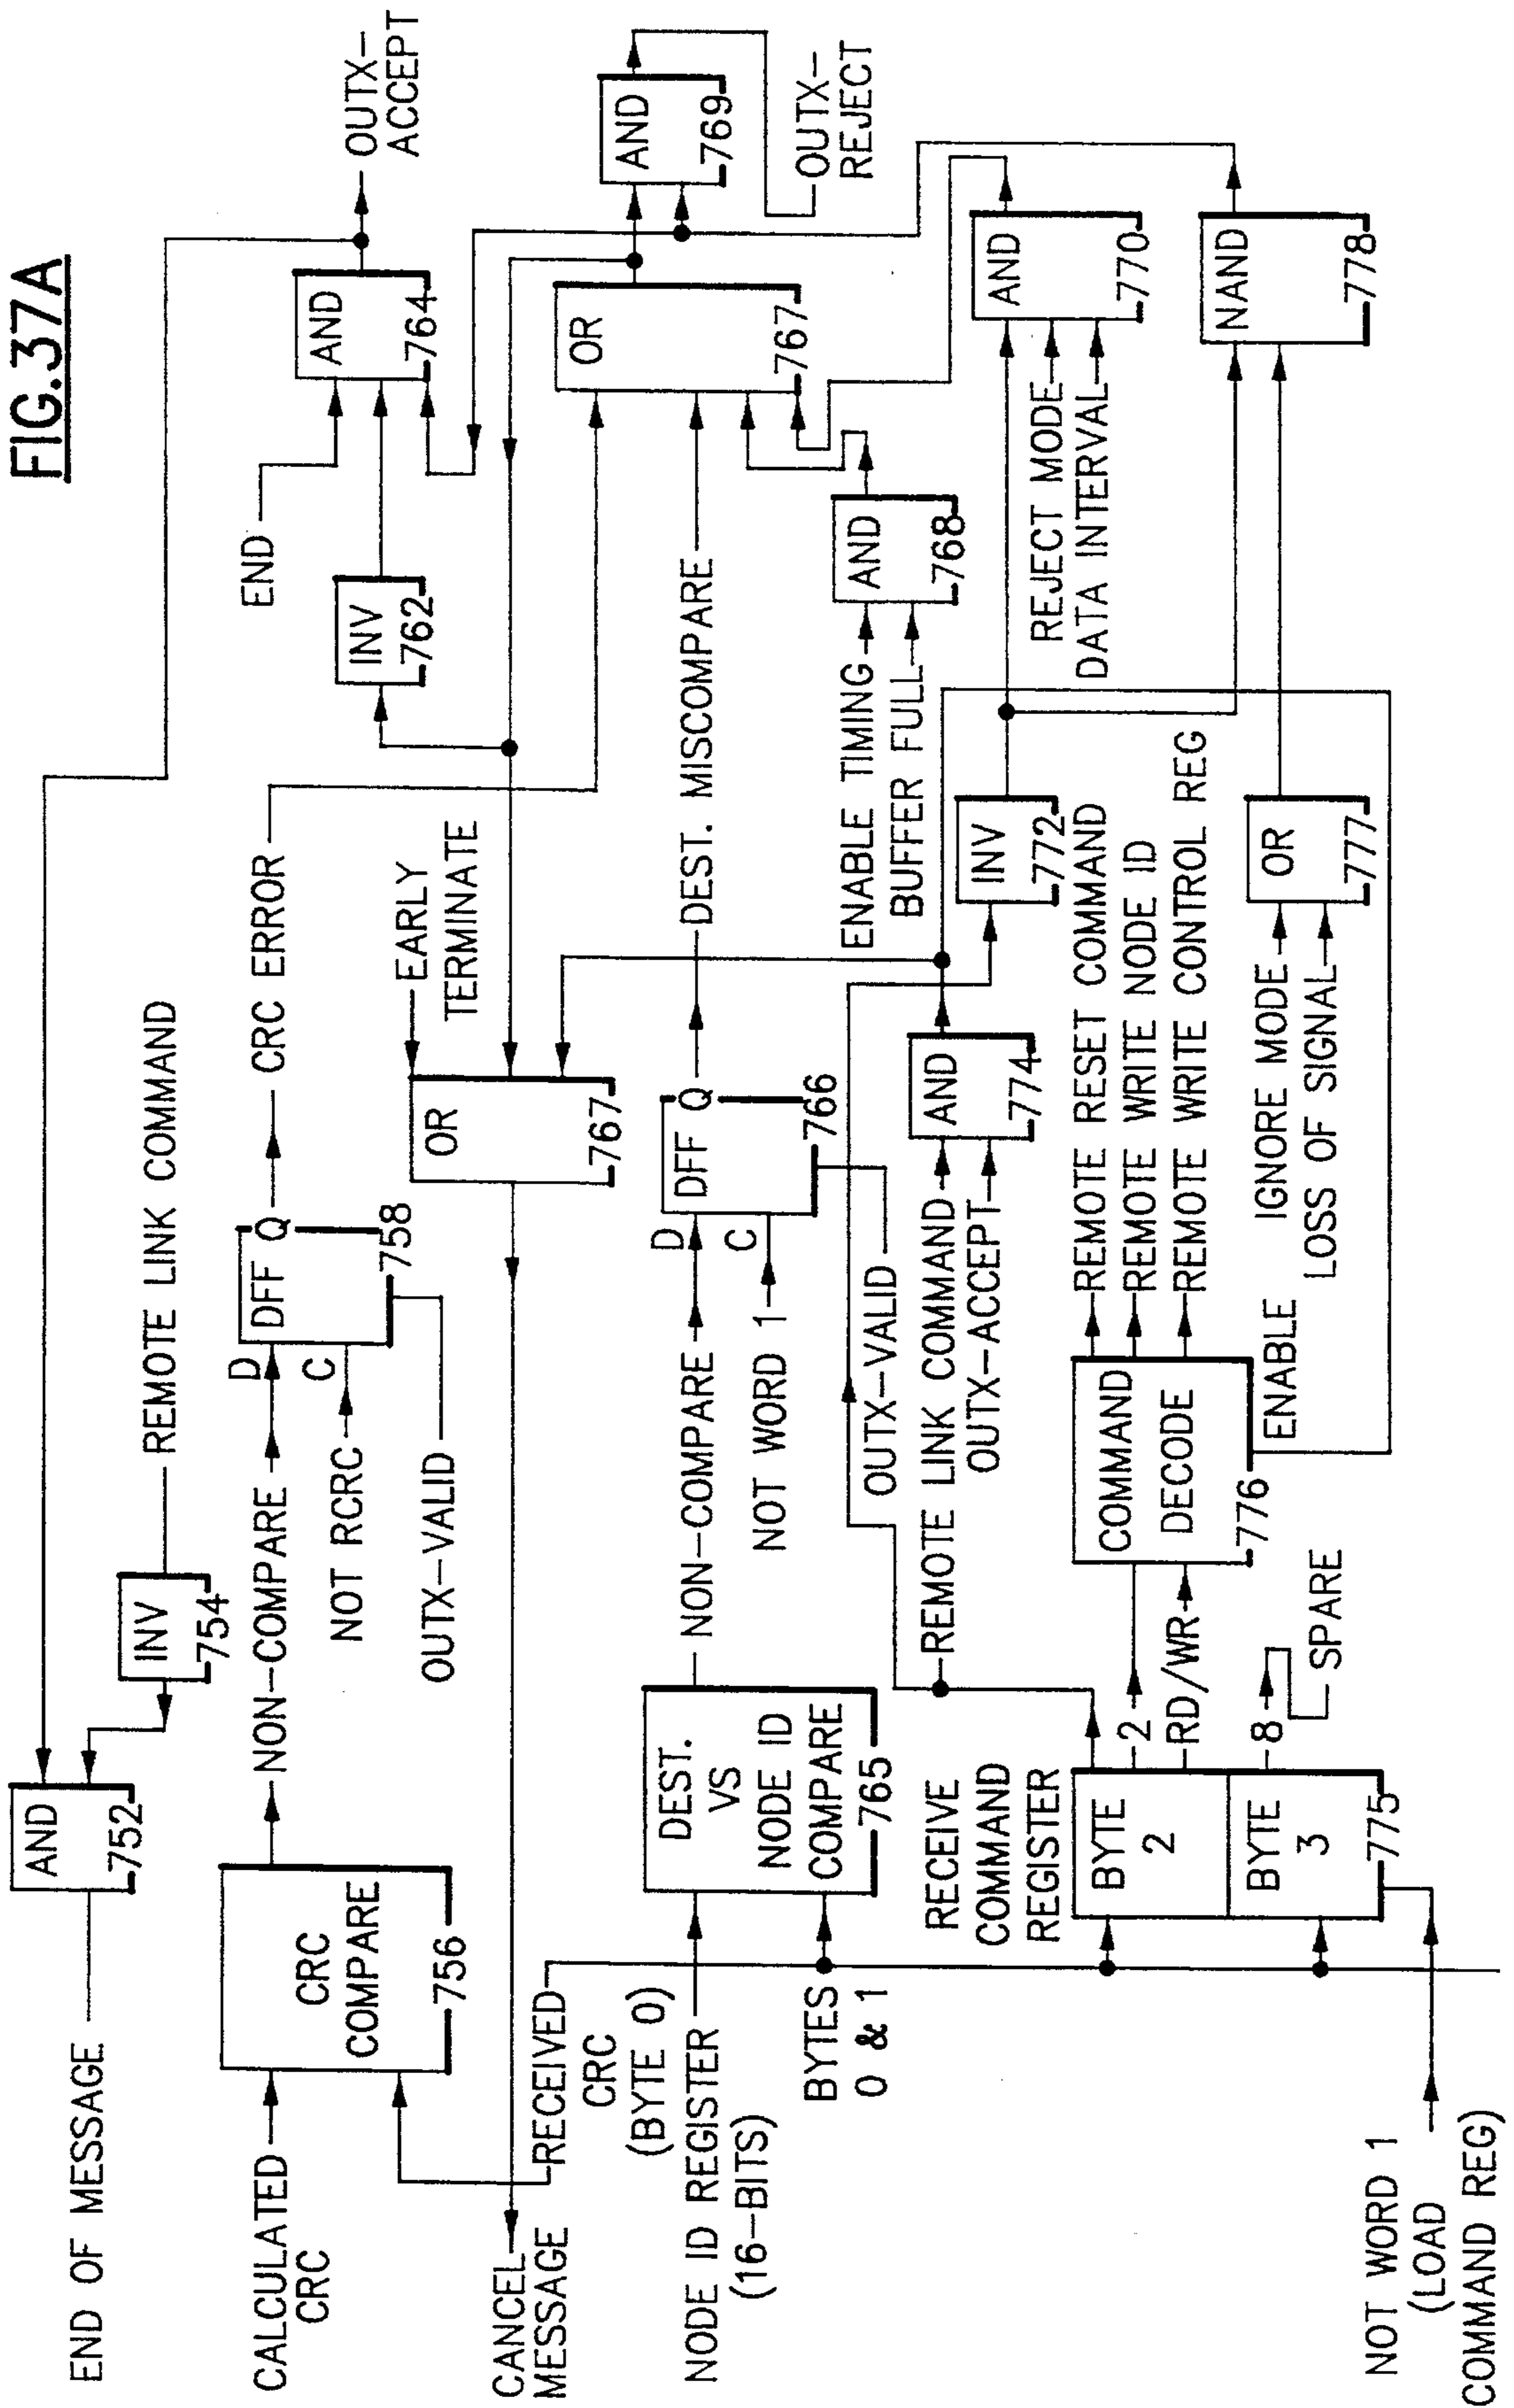 FIG.37A
END OF MESSAGE
AND
752
INV
754
REMOTE LINK COMMAND
CALCULATED
CRC
CRC
COMPARE
756
NON-COMPARE
D
C
DFF Q
758
NOT RCRC
OUTX-VALID
CRC ERROR
END
INV
762
AND
764
OUTX-
ACCEPT
CANCEL
MESSAGE
OR
767
EARLY
TERMINATE
RECEIVED
CRC
(BYTE 0)
NODE ID REGISTER
(16-BITS)
BYTES
0 & 1
DEST.
VS
NODE ID
COMPARE
765
NON-COMPARE
D
C
DFF Q
766
NOT WORD 1
OUTX-VALID
DEST. MISCOMPARE
OR
767
AND
769
OUTX-
REJECT
ENABLE TIMING
BUFFER FULL
AND
768
RECEIVE
COMMAND
REGISTER
REMOTE LINK COMMAND
OUTX-ACCEPT
AND
774
INV
772
REJECT MODE
DATA INTERVAL
AND
770
BYTE
2
BYTE
3
775
2
RD/WR
8
SPARE
COMMAND
DECODE
776
ENABLE
REMOTE RESET COMMAND
REMOTE WRITE NODE ID
REMOTE WRITE CONTROL REG
IGNORE MODE
LOSS OF SIGNAL
OR
777
NAND
778
NOT WORD 1
(LOAD
COMMAND REG)